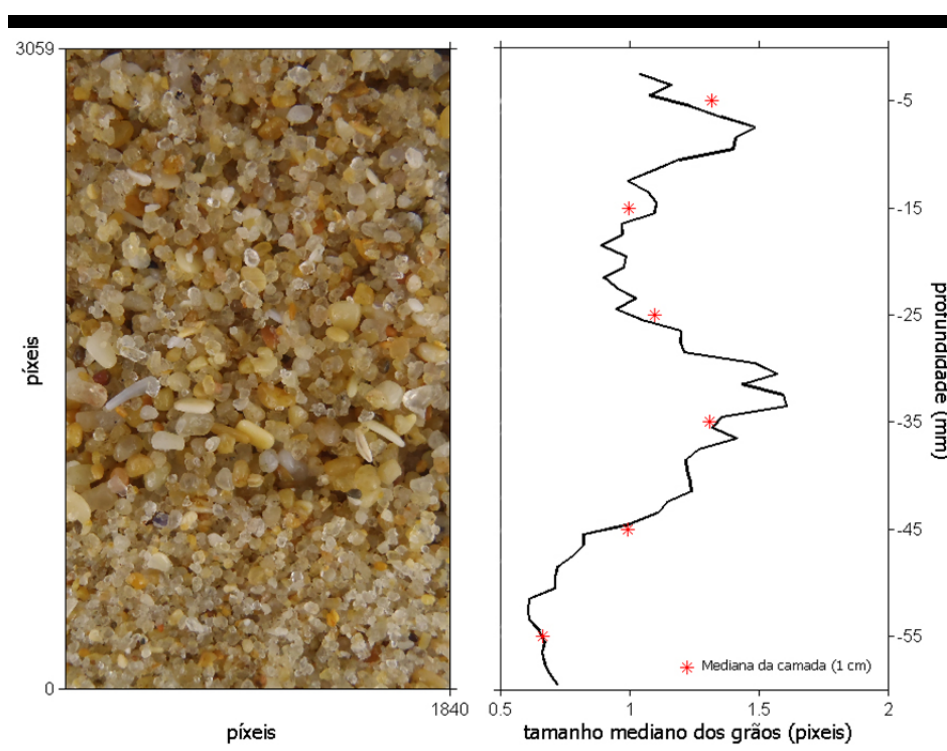 3059
píxeis
0
1840
píxeis
-5
-15
-25
-35
-45
-55
profundidade (mm)
Mediana da camada (1 cm)
0.5
1
1.5
2
tamanho mediano dos grãos (pixeis)